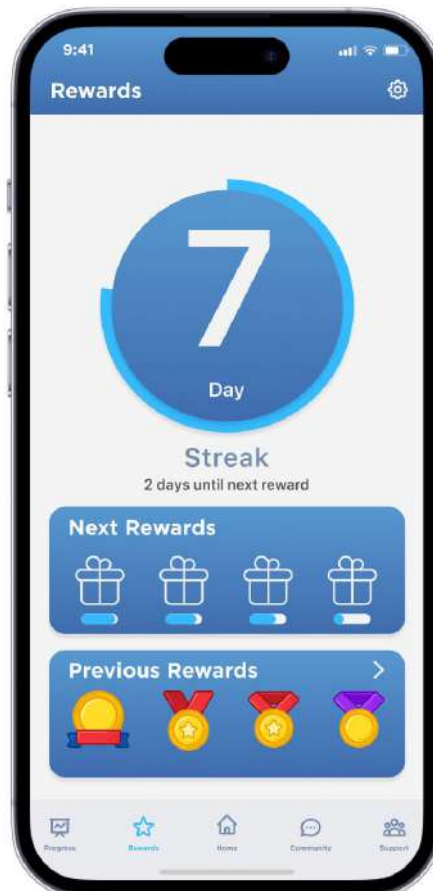 9:41
Rewards
7
Day
Streak
2 days until next reward
Next Rewards
Previous Rewards
Progress
Rewards
Home
Community
Support